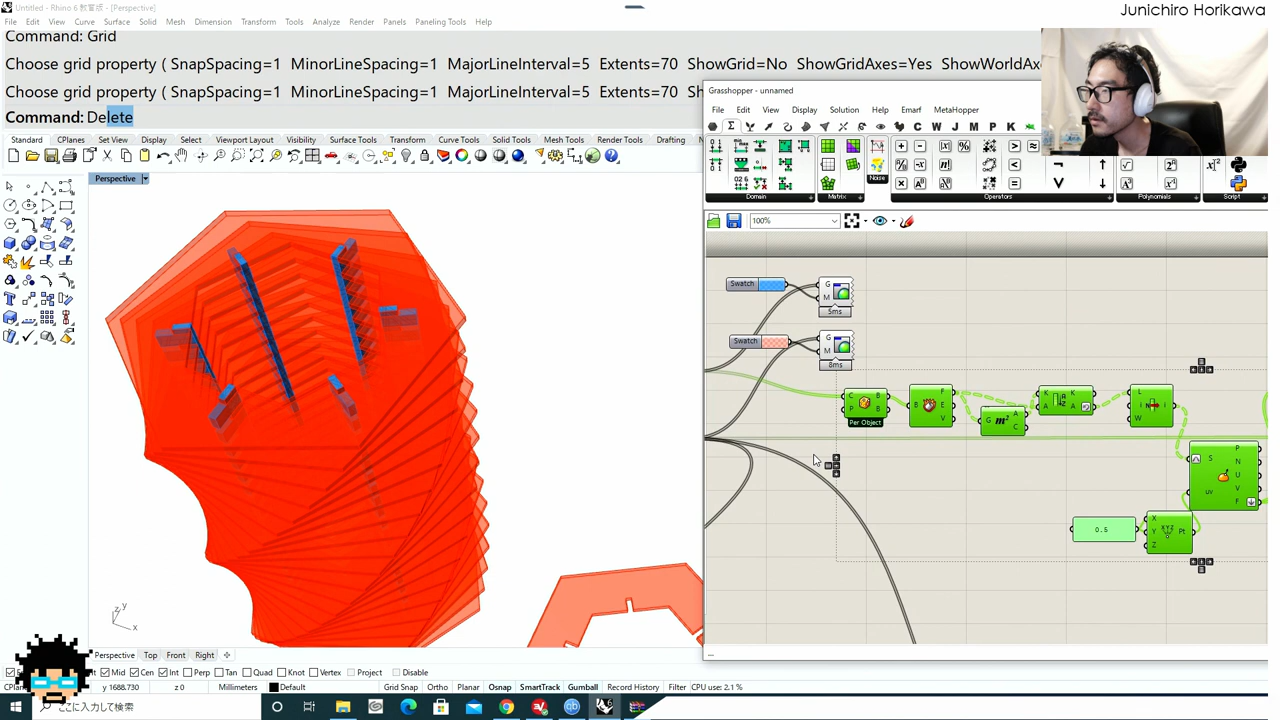 Untitled - Rhino 6 教育版 - [Perspective]
Junichiro Horikawa
File Edit View Curve Surface Solid Mesh Dimension Transform Tools Analyze Render Panels Paneling Tools Help
Command: Grid
Choose grid property ( SnapSpacing=1 MinorLineSpacing=1 MajorLineInterval=5 Extents=70 ShowGrid=No ShowGridAxes=Yes ShowWorldAx
Choose grid property ( SnapSpacing=1 MinorLineSpacing=1 MajorLineInterval=5 Extents=70 Sh
Command: Delete
Standard CPlanes Set View Display Select Viewport Layout Visibility Transform Curve Tools Surface Tools Solid Tools Mesh Tools Render Tools Drafting
Perspective
Grasshopper - unnamed
File Edit View Display Solution Help Emarf MetaHopper
C W J M P K
Domain Matrix Noise Operators Polynomials Script
100%
Swatch G M
5ms
Swatch G M
8ms
C P B B
Per Object
B F E V
G m² A C
K A K A
L i W i
S uv P N U V F
0.5
X Y Z Pt
z y x
Perspective Top Front Right
Mid Cen Int Perp Tan Quad Knot Vertex Project Disable
y 1688.730 z 0 Millimeters Default Grid Snap Ortho Planar Osnap SmartTrack Gumball Record History Filter CPU use: 2.1 %
ここに入力して検索